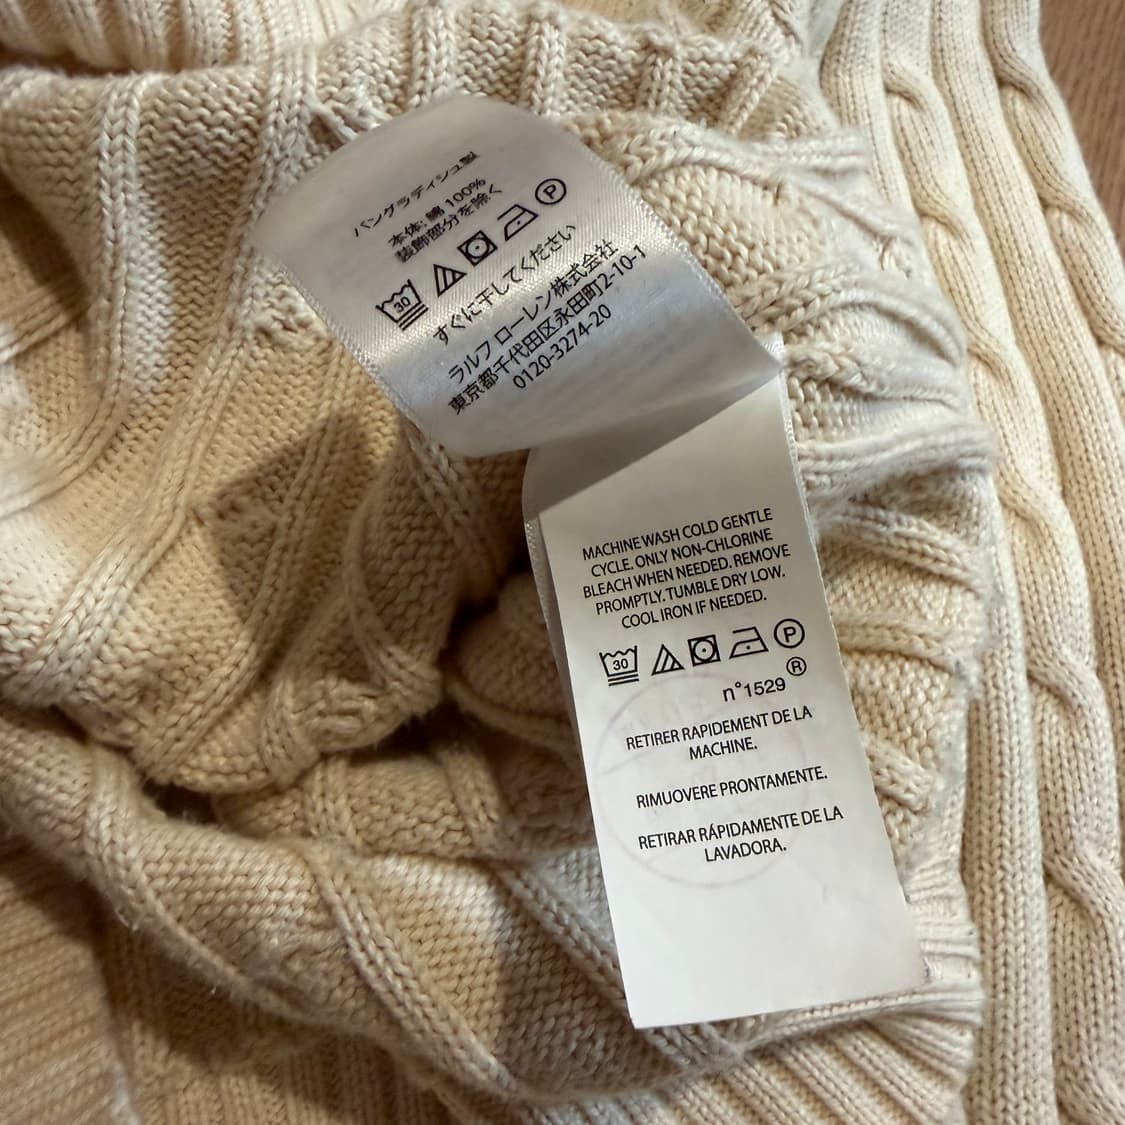 バングラディシュ製
本体: 綿 100%
装飾部分を除く
30 P
すぐに干してください
ラルフ ローレン株式会社
東京都千代田区永田町2-10-1
0120-3274-20
MACHINE WASH COLD GENTLE
CYCLE. ONLY NON-CHLORINE
BLEACH WHEN NEEDED. REMOVE
PROMPTLY. TUMBLE DRY LOW.
COOL IRON IF NEEDED.
30 P
®
n°1529
RETIRER RAPIDEMENT DE LA
MACHINE.
RIMUOVERE PRONTAMENTE.
RETIRAR RÁPIDAMENTE DE LA
LAVADORA.